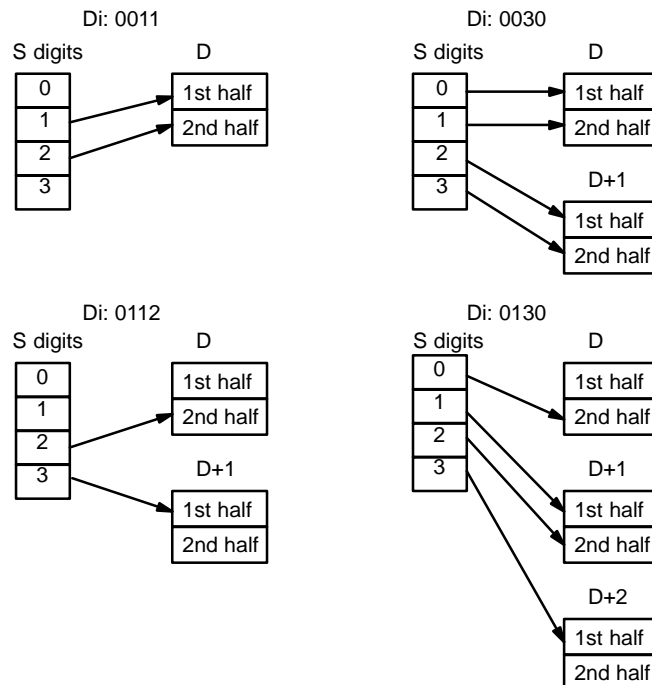 Di: 0011
S digits D
0
1
2
3
1st half
2nd half
Di: 0030
S digits D
0
1
2
3
1st half
2nd half
D+1
1st half
2nd half
Di: 0112
S digits D
0
1
2
3
1st half
2nd half
D+1
1st half
2nd half
Di: 0130
S digits D
0
1
2
3
1st half
2nd half
D+1
1st half
2nd half
D+2
1st half
2nd half